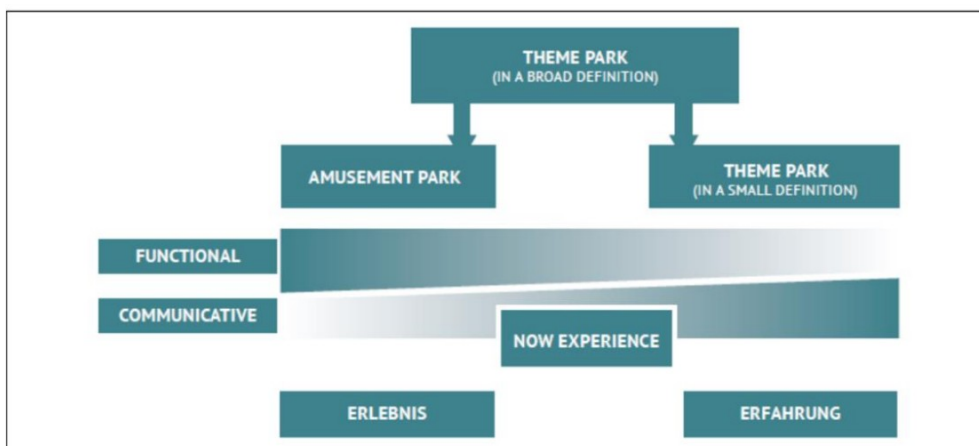 THEME PARK
(IN A BROAD DEFINITION)
AMUSEMENT PARK
THEME PARK
(IN A SMALL DEFINITION)
FUNCTIONAL
COMMUNICATIVE
NOW EXPERIENCE
ERLEBNIS
ERFAHRUNG